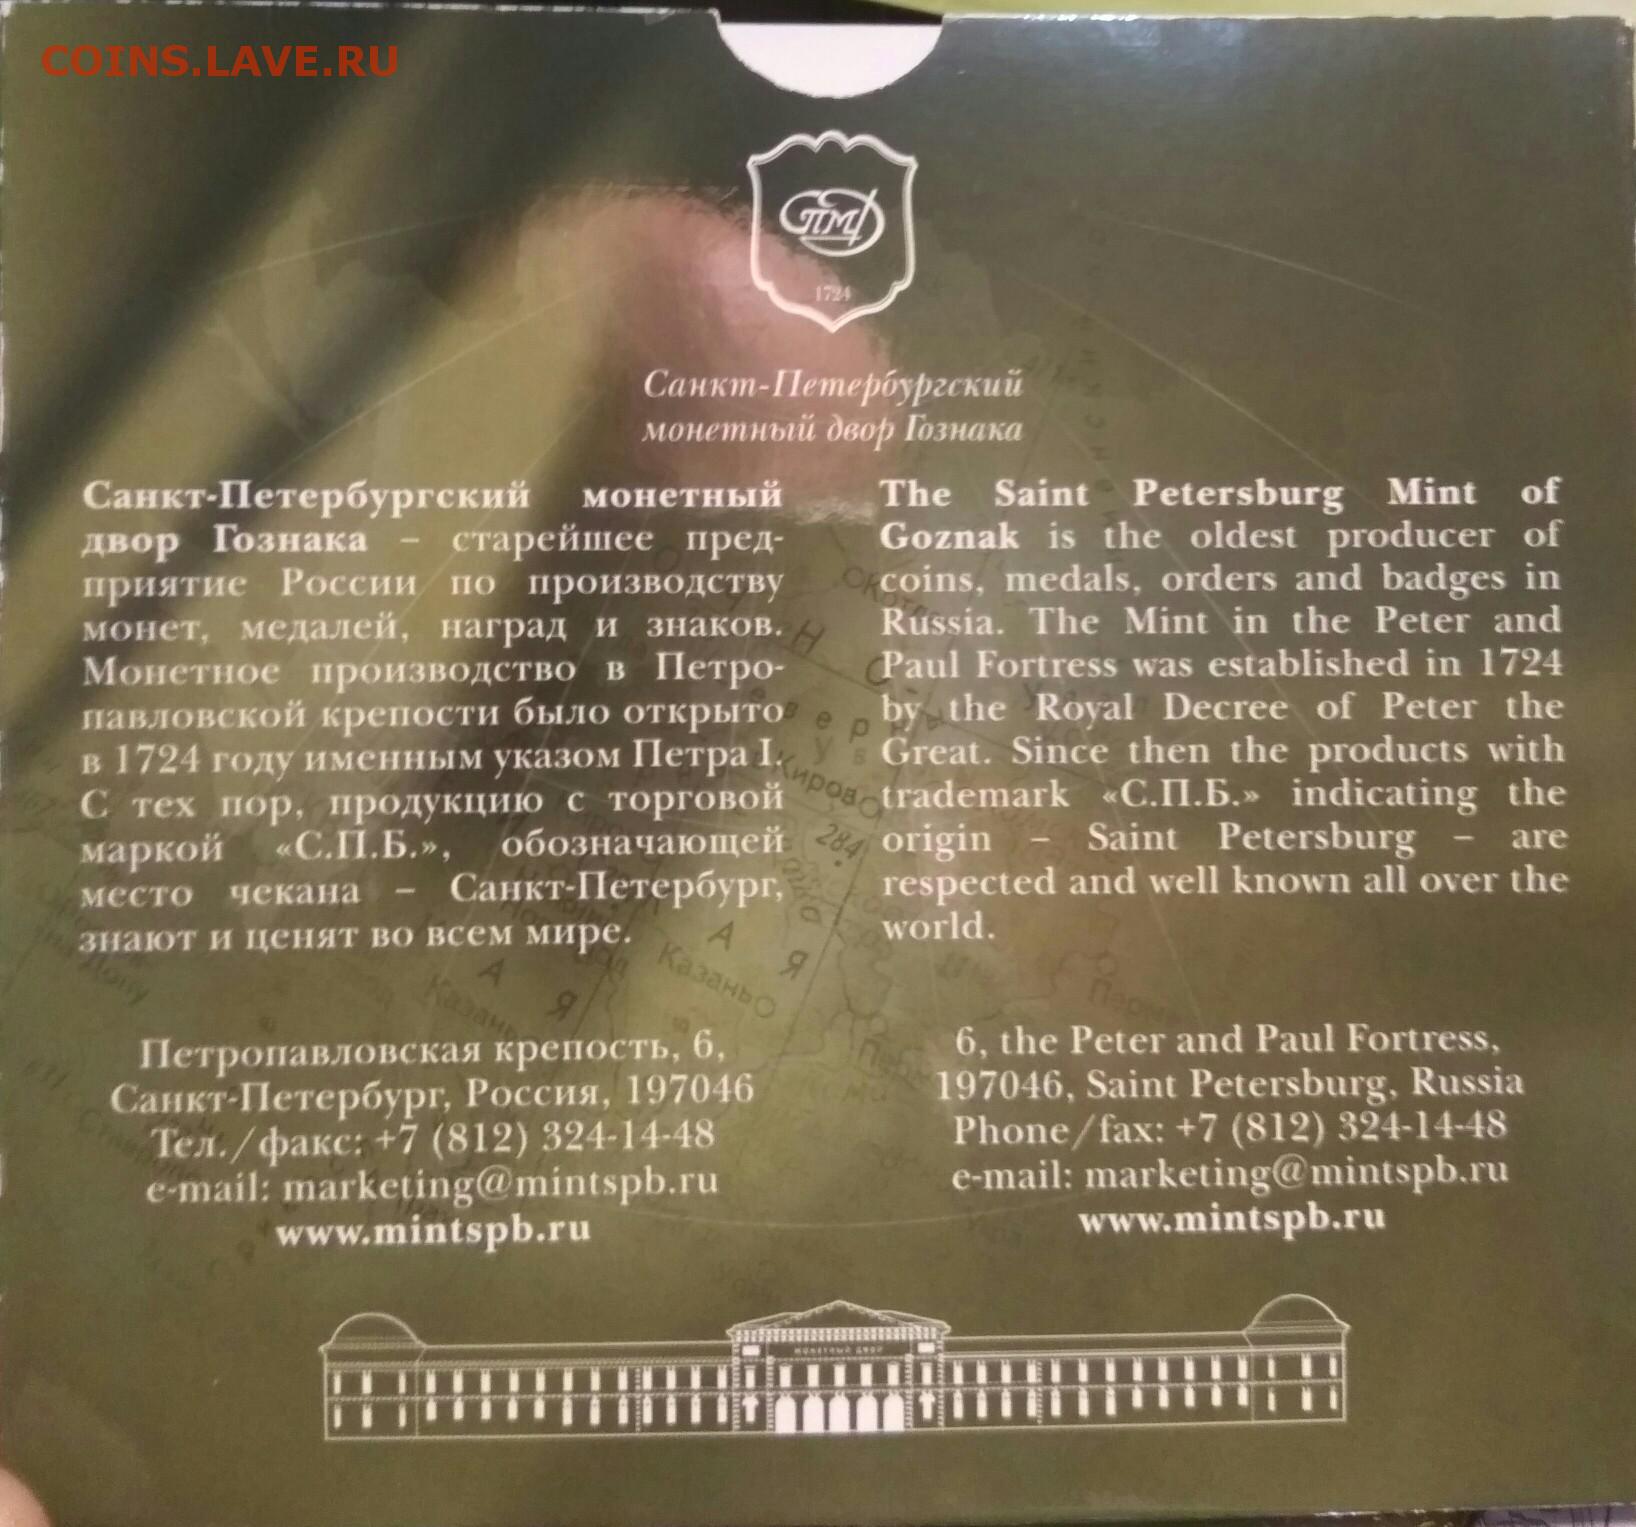 COINS.LAVE.RU
СПМД
1724
Санкт-Петербургский
монетный двор Гознака
Санкт-Петербургский монетный
двор Гознака – старейшее пред-
приятие России по производству
монет, медалей, наград и знаков.
Монетное производство в Петро-
павловской крепости было открыто
в 1724 году именным указом Петра I.
С тех пор, продукцию с торговой
маркой «С.П.Б.», обозначающей
место чекана – Санкт-Петербург,
знают и ценят во всем мире.
The Saint Petersburg Mint of
Goznak is the oldest producer of
coins, medals, orders and badges in
Russia. The Mint in the Peter and
Paul Fortress was established in 1724
by the Royal Decree of Peter the
Great. Since then the products with
trademark «С.П.Б.» indicating the
origin – Saint Petersburg – are
respected and well known all over the
world.
Петропавловская крепость, 6,
Санкт-Петербург, Россия, 197046
Тел./факс: +7 (812) 324-14-48
e-mail: marketing@mintspb.ru
www.mintspb.ru
6, the Peter and Paul Fortress,
197046, Saint Petersburg, Russia
Phone/fax: +7 (812) 324-14-48
e-mail: marketing@mintspb.ru
www.mintspb.ru
МОНЕТНЫЙ ДВОР
Киров
284
Казань
Казань